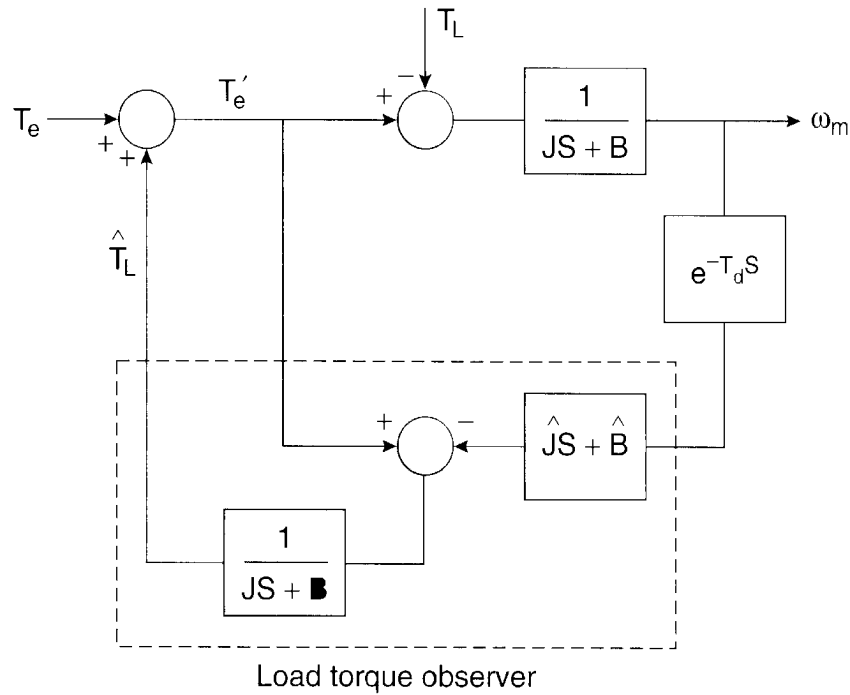 T_L
T_e′
T_e
+
+
+
−
1
JS + B
ω_m
T̂_L
e^{−T_d S}
+
−
ĴS + B̂
1
JS + B
Load torque observer